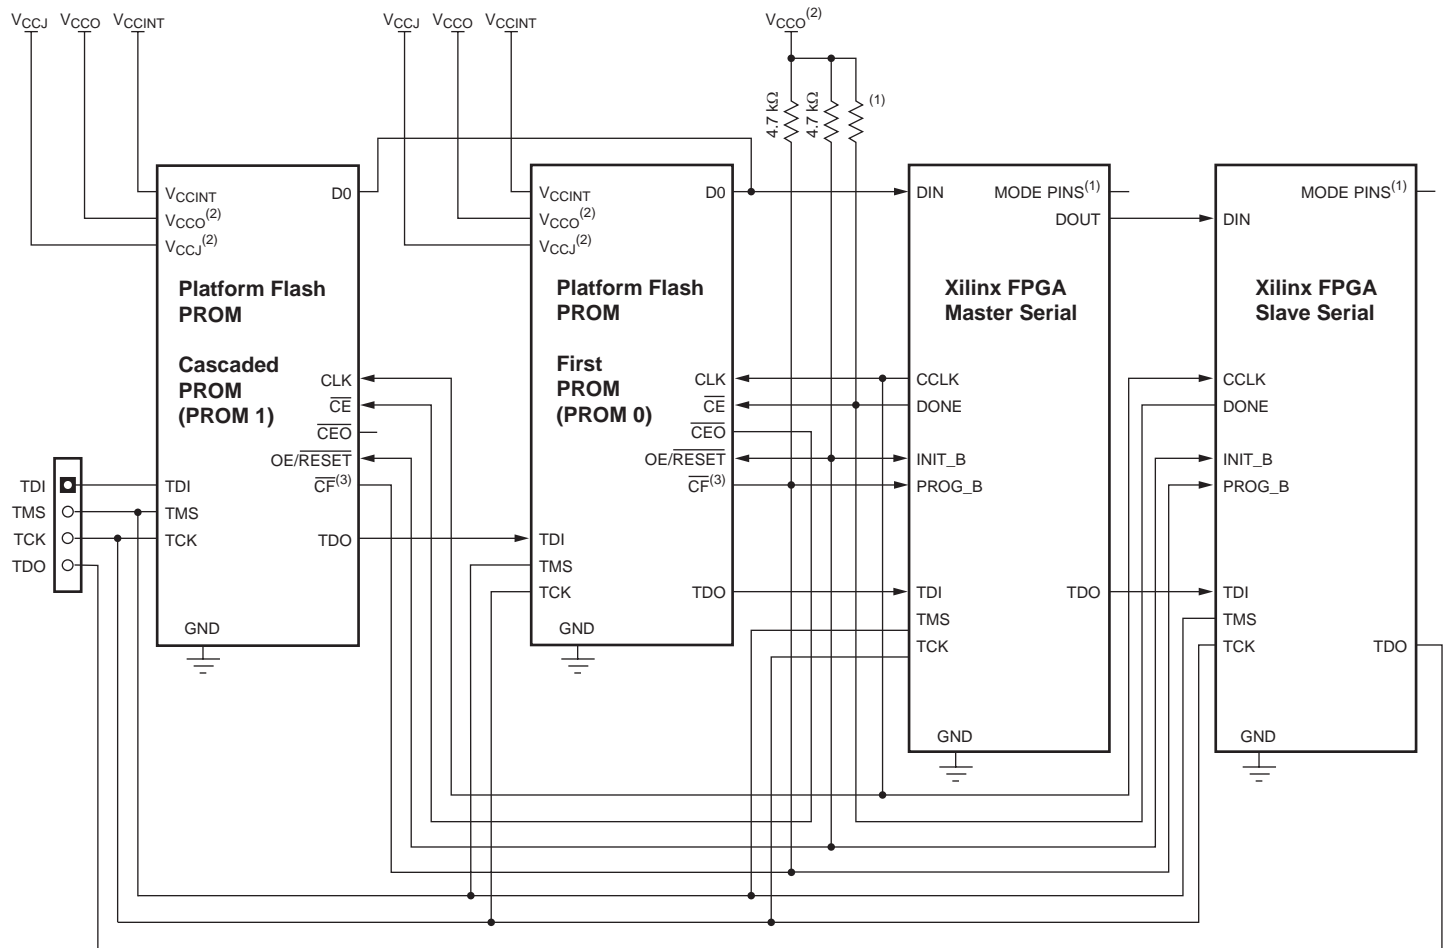 VCCJ VCCO VCCINT
VCCJ VCCO VCCINT
VCCO(2)
4.7 kΩ
4.7 kΩ
(1)
VCCINT
VCCO(2)
VCCJ(2)
D0
Platform Flash
PROM
Cascaded
PROM
(PROM 1)
CLK
CE
CEO
OE/RESET
CF(3)
TDI
TMS
TCK
TDO
GND
TDI
TMS
TCK
TDO
VCCINT
VCCO(2)
VCCJ(2)
D0
Platform Flash
PROM
First
PROM
(PROM 0)
CLK
CE
CEO
OE/RESET
CF(3)
TDI
TMS
TCK
TDO
GND
DIN
MODE PINS(1)
DOUT
Xilinx FPGA
Master Serial
CCLK
DONE
INIT_B
PROG_B
TDI
TMS
TCK
TDO
GND
MODE PINS(1)
DIN
Xilinx FPGA
Slave Serial
CCLK
DONE
INIT_B
PROG_B
TDI
TMS
TCK
TDO
GND